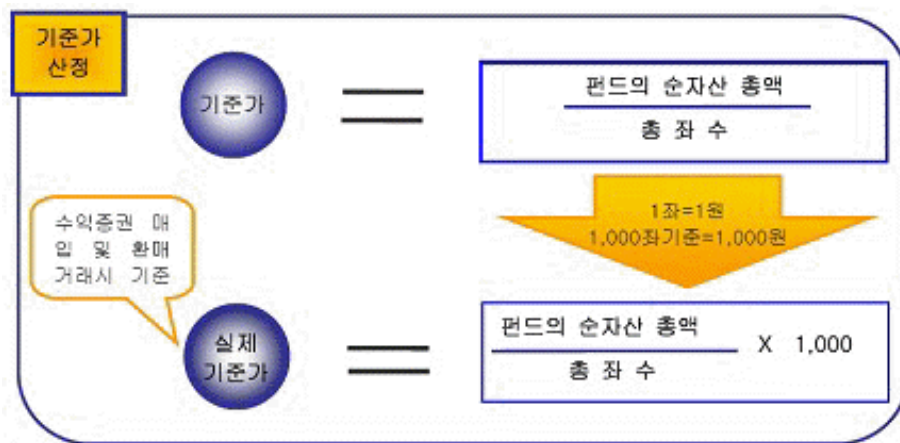 기준가
산정
기준가
펀드의 순자산 총액
총 좌 수
1좌=1원
1,000좌기준=1,000원
수익증권 매
입 및 환매
거래시 기준
실제
기준가
펀드의 순자산 총액
총 좌 수
X 1,000